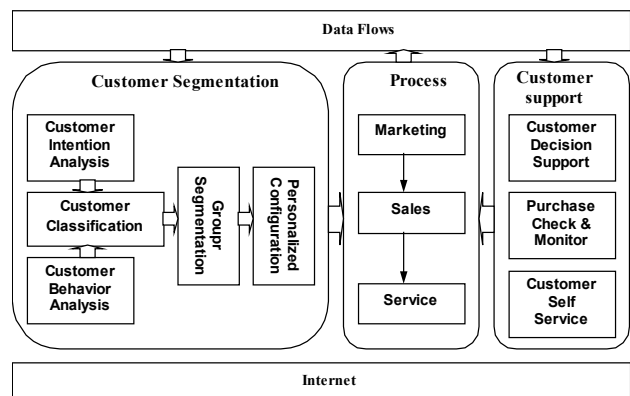 Data Flows
Customer Segmentation
Customer
Intention
Analysis
Customer
Classification
Customer
Behavior
Analysis
Groupr
Segmentation
Personalized
Configuration
Process
Marketing
Sales
Service
Customer
support
Customer
Decision
Support
Purchase
Check &
Monitor
Customer
Self
Service
Internet